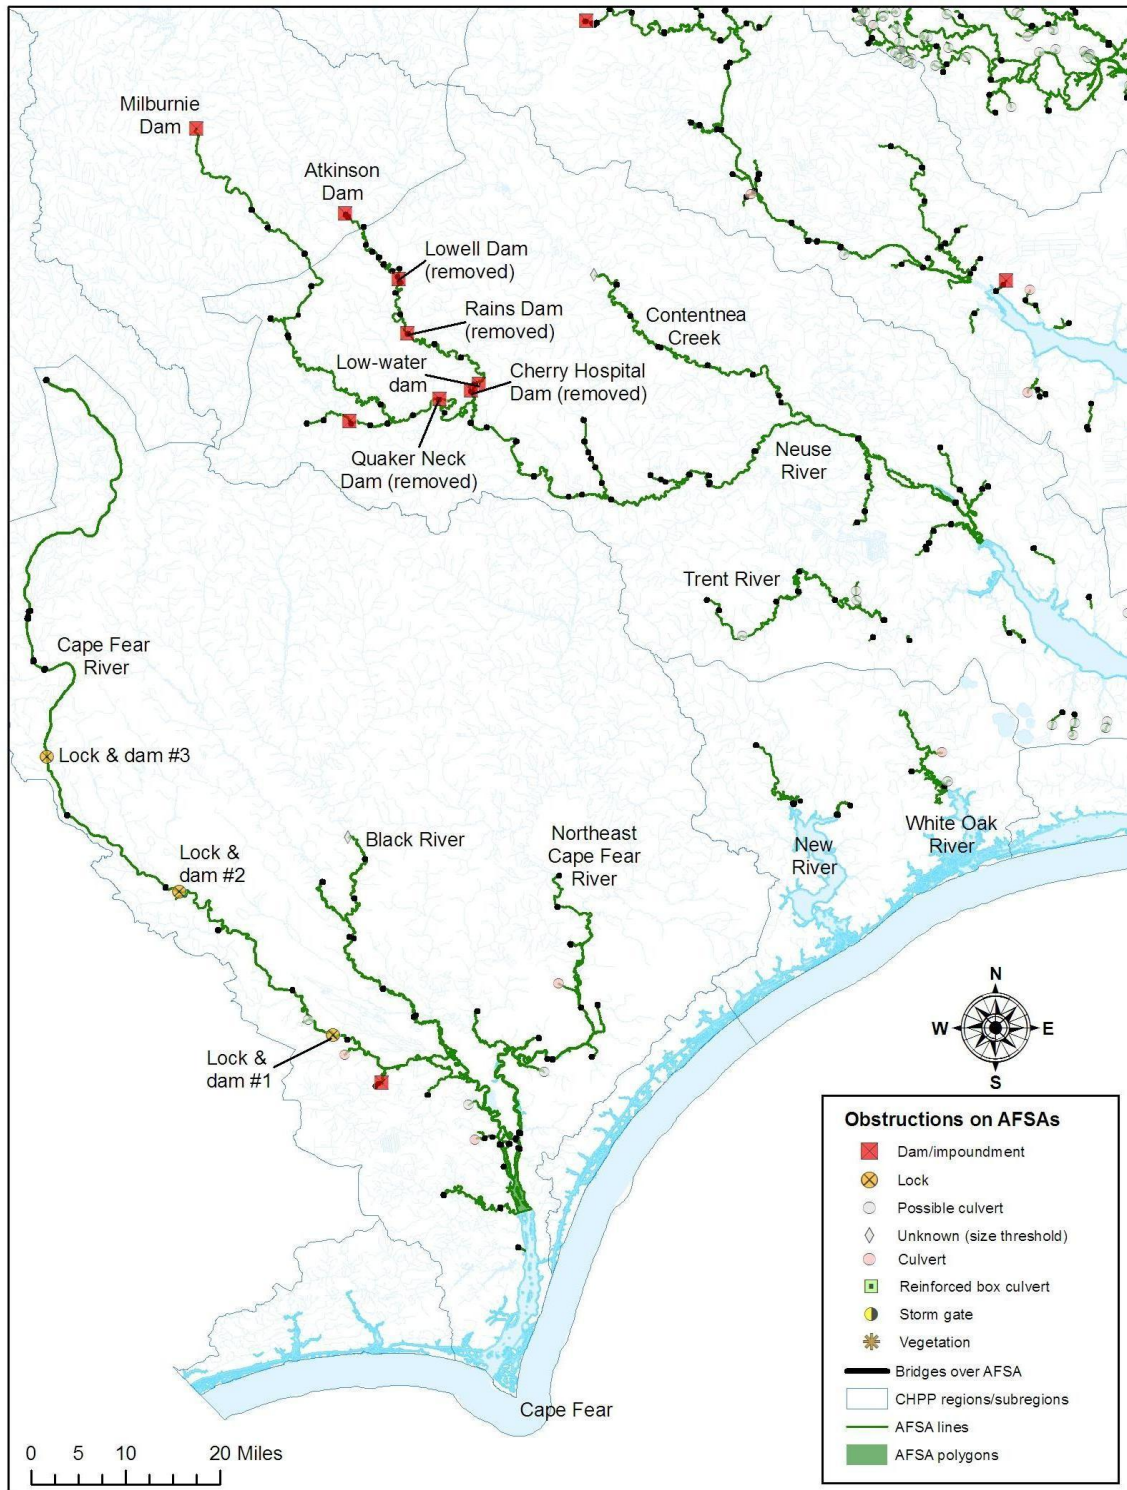 Milburnie
Dam
Atkinson
Dam
Lowell Dam
(removed)
Rains Dam
(removed)
Contentnea
Creek
Low-water
dam
Cherry Hospital
Dam (removed)
Quaker Neck
Dam (removed)
Neuse
River
Trent River
Cape Fear
River
Lock & dam #3
Black River
Northeast
Cape Fear
River
New
River
White Oak
River
Lock &
dam #2
Lock &
dam #1
N
W
E
S
Cape Fear
0 5 10 20 Miles
Obstructions on AFSAs
Dam/impoundment
Lock
Possible culvert
Unknown (size threshold)
Culvert
Reinforced box culvert
Storm gate
Vegetation
Bridges over AFSA
CHPP regions/subregions
AFSA lines
AFSA polygons